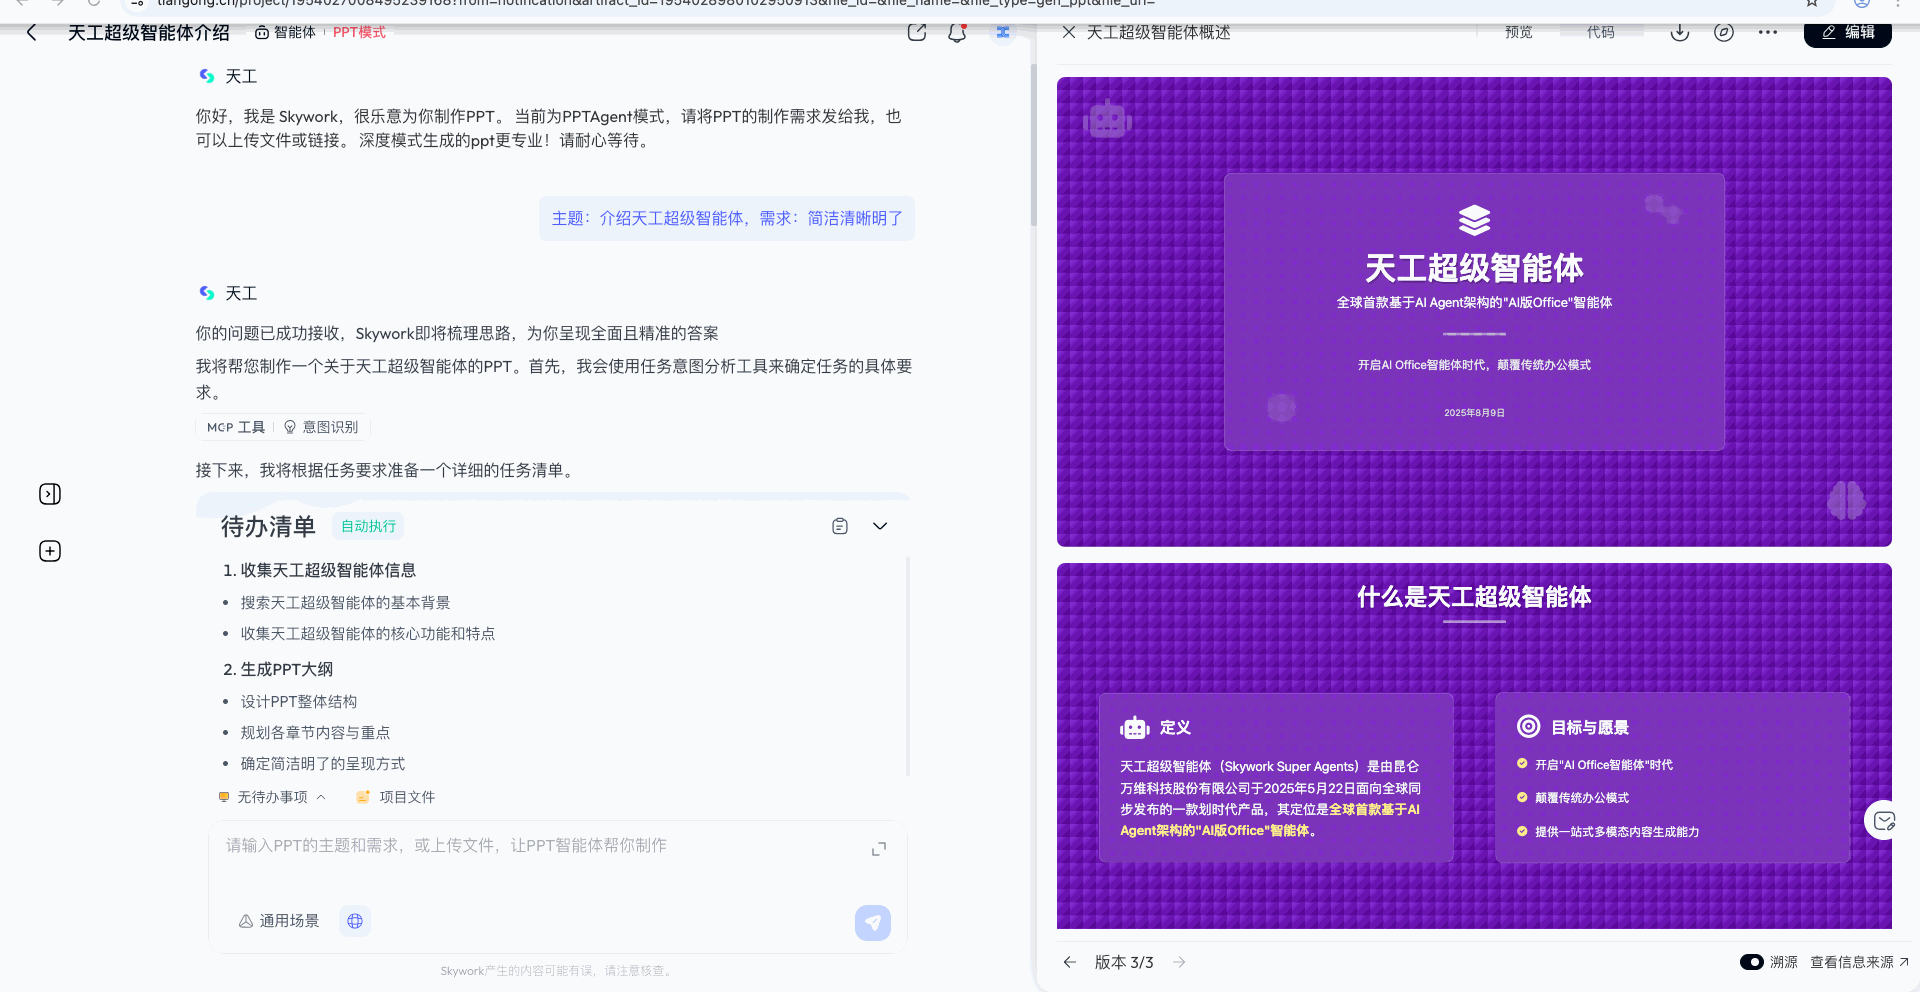 天工超级智能体介绍
智能体
PPT模式
天工
你好，我是 Skywork，很乐意为你制作PPT。 当前为PPTAgent模式，请将PPT的制作需求发给我，也
可以上传文件或链接。 深度模式生成的ppt更专业！请耐心等待。
主题：介绍天工超级智能体，需求：简洁清晰明了
天工
你的问题已成功接收，Skywork即将梳理思路，为你呈现全面且精准的答案
我将帮您制作一个关于天工超级智能体的PPT。首先，我会使用任务意图分析工具来确定任务的具体要
求。
MCP 工具
意图识别
接下来，我将根据任务要求准备一个详细的任务清单。
待办清单
自动执行
1. 收集天工超级智能体信息
• 搜索天工超级智能体的基本背景
• 收集天工超级智能体的核心功能和特点
2. 生成PPT大纲
• 设计PPT整体结构
• 规划各章节内容与重点
• 确定简洁明了的呈现方式
无待办事项
项目文件
请输入PPT的主题和需求，或上传文件，让PPT智能体帮你制作
通用场景
Skywork产生的内容可能有误，请注意核查。
天工超级智能体概述
预览
代码
编辑
天工超级智能体
全球首款基于AI Agent架构的"AI版Office"智能体
开启AI Office智能体时代，颠覆传统办公模式
2025年8月9日
什么是天工超级智能体
定义
天工超级智能体（Skywork Super Agents）是由昆仑
万维科技股份有限公司于2025年5月22日面向全球同
步发布的一款划时代产品，其定位是全球首款基于AI
Agent架构的"AI版Office"智能体。
目标与愿景
开启"AI Office智能体"时代
颠覆传统办公模式
提供一站式多模态内容生成能力
版本 3/3
溯源
查看信息来源